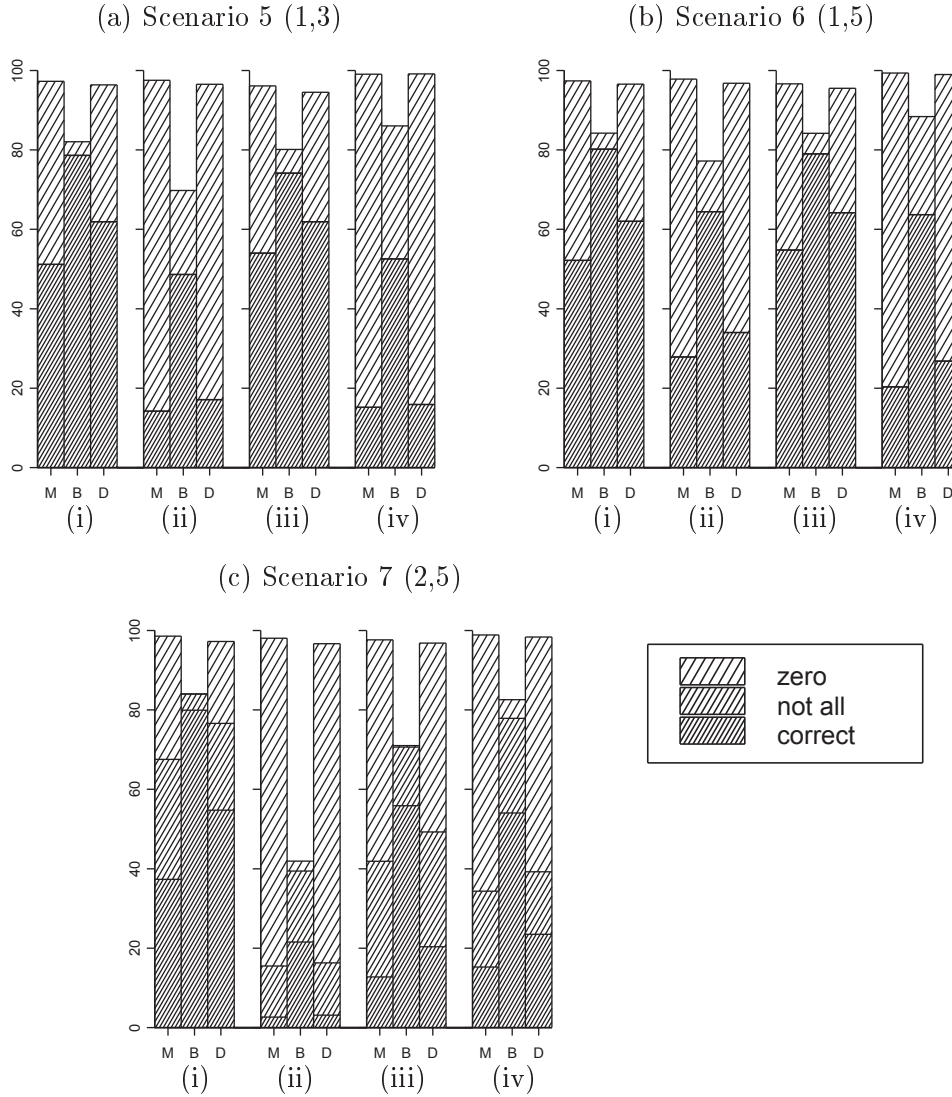 (a) Scenario 5 (1,3)
100
80
60
40
20
0
M B D M B D M B D M B D
(i) (ii) (iii) (iv)
(b) Scenario 6 (1,5)
100
80
60
40
20
0
M B D M B D M B D M B D
(i) (ii) (iii) (iv)
(c) Scenario 7 (2,5)
100
80
60
40
20
0
M B D M B D M B D M B D
(i) (ii) (iii) (iv)
zero
not all
correct